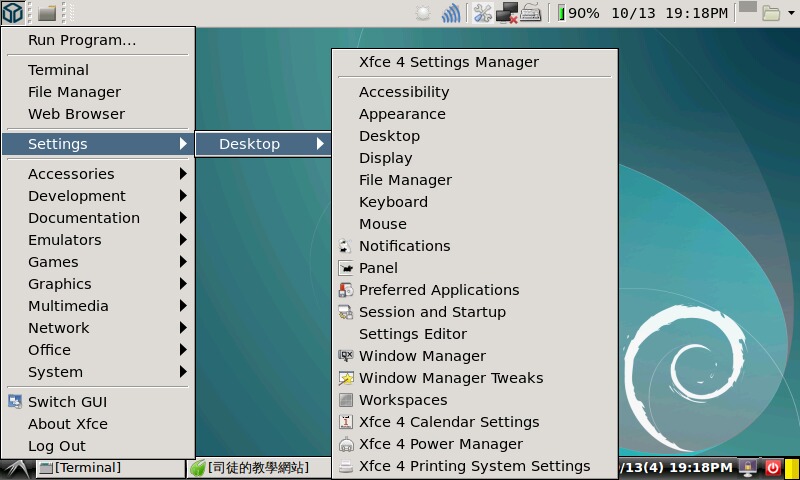 90% 10/13 19:18PM
Run Program...
Terminal
File Manager
Web Browser
Settings
Accessories
Development
Documentation
Emulators
Games
Graphics
Multimedia
Network
Office
System
Switch GUI
About Xfce
Log Out
Desktop
Xfce 4 Settings Manager
Accessibility
Appearance
Desktop
Display
File Manager
Keyboard
Mouse
Notifications
Panel
Preferred Applications
Session and Startup
Settings Editor
Window Manager
Window Manager Tweaks
Workspaces
Xfce 4 Calendar Settings
Xfce 4 Power Manager
Xfce 4 Printing System Settings
[Terminal] [司徒的教學網站] /13(4) 19:18PM